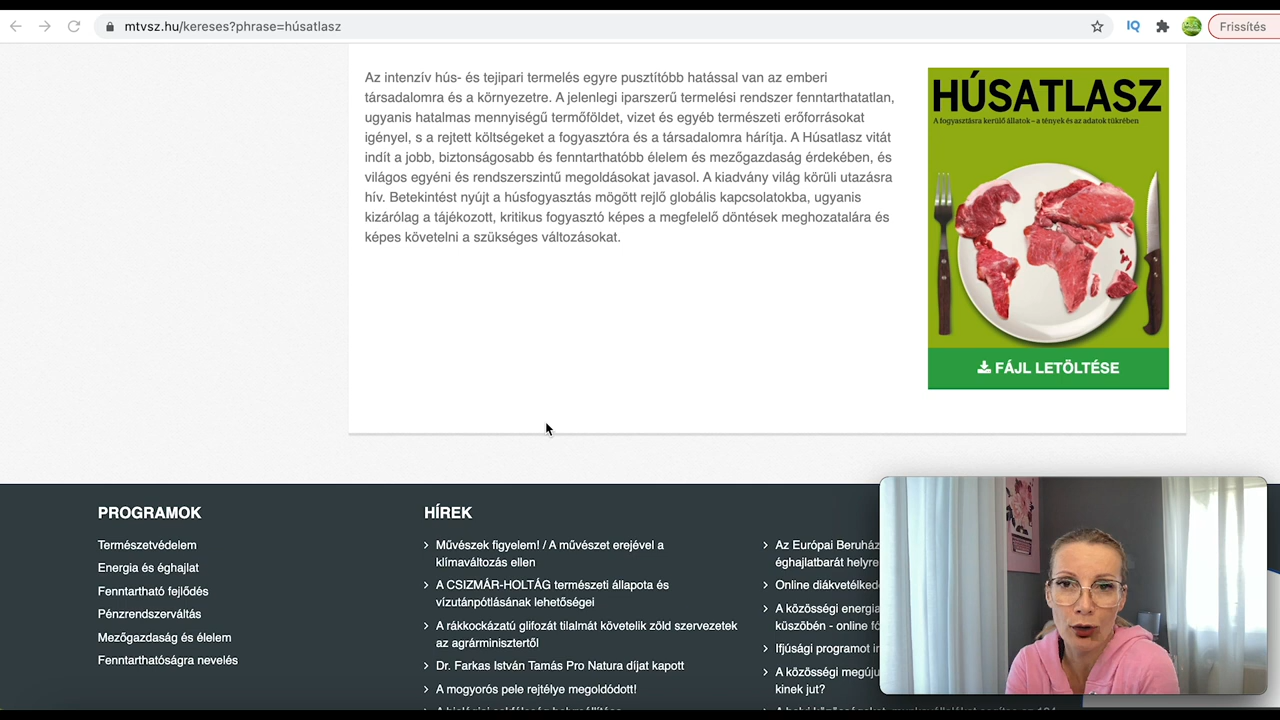 mtvsz.hu/kereses?phrase=húsatlasz
IQ
Frissítés
Az intenzív hús- és tejipari termelés egyre pusztítóbb hatással van az emberi
társadalomra és a környezetre. A jelenlegi iparszerű termelési rendszer fenntarthatatlan,
ugyanis hatalmas mennyiségű termőföldet, vizet és egyéb természeti erőforrásokat
igényel, s a rejtett költségeket a fogyasztóra és a társadalomra hárítja. A Húsatlasz vitát
indít a jobb, biztonságosabb és fenntarthatóbb élelem és mezőgazdaság érdekében, és
világos egyéni és rendszerszintű megoldásokat javasol. A kiadvány világ körüli utazásra
hív. Betekintést nyújt a húsfogyasztás mögött rejlő globális kapcsolatokba, ugyanis
kizárólag a tájékozott, kritikus fogyasztó képes a megfelelő döntések meghozatalára és
képes követelni a szükséges változásokat.
HÚSATLASZ
A fogyasztásra kerülő állatok – a tények és az adatok tükrében
FÁJL LETÖLTÉSE
PROGRAMOK
Természetvédelem
Energia és éghajlat
Fenntartható fejlődés
Pénzrendszerváltás
Mezőgazdaság és élelem
Fenntarthatóságra nevelés
HÍREK
Művészek figyelem! / A művészet erejével a
klímaváltozás ellen
A CSIZMÁR-HOLTÁG természeti állapota és
vízutánpótlásának lehetőségei
A rákkockázatú glifozát tilalmát követelik zöld szervezetek
az agrárminisztertől
Dr. Farkas István Tamás Pro Natura díjat kapott
A mogyorós pele rejtélye megoldódott!
Az Európai Beruház
éghajlatbarát helyre
Online diákvetélked
A közösségi energia
küszöbén - online fó
Ifjúsági programot in
A közösségi megúju
kinek jut?